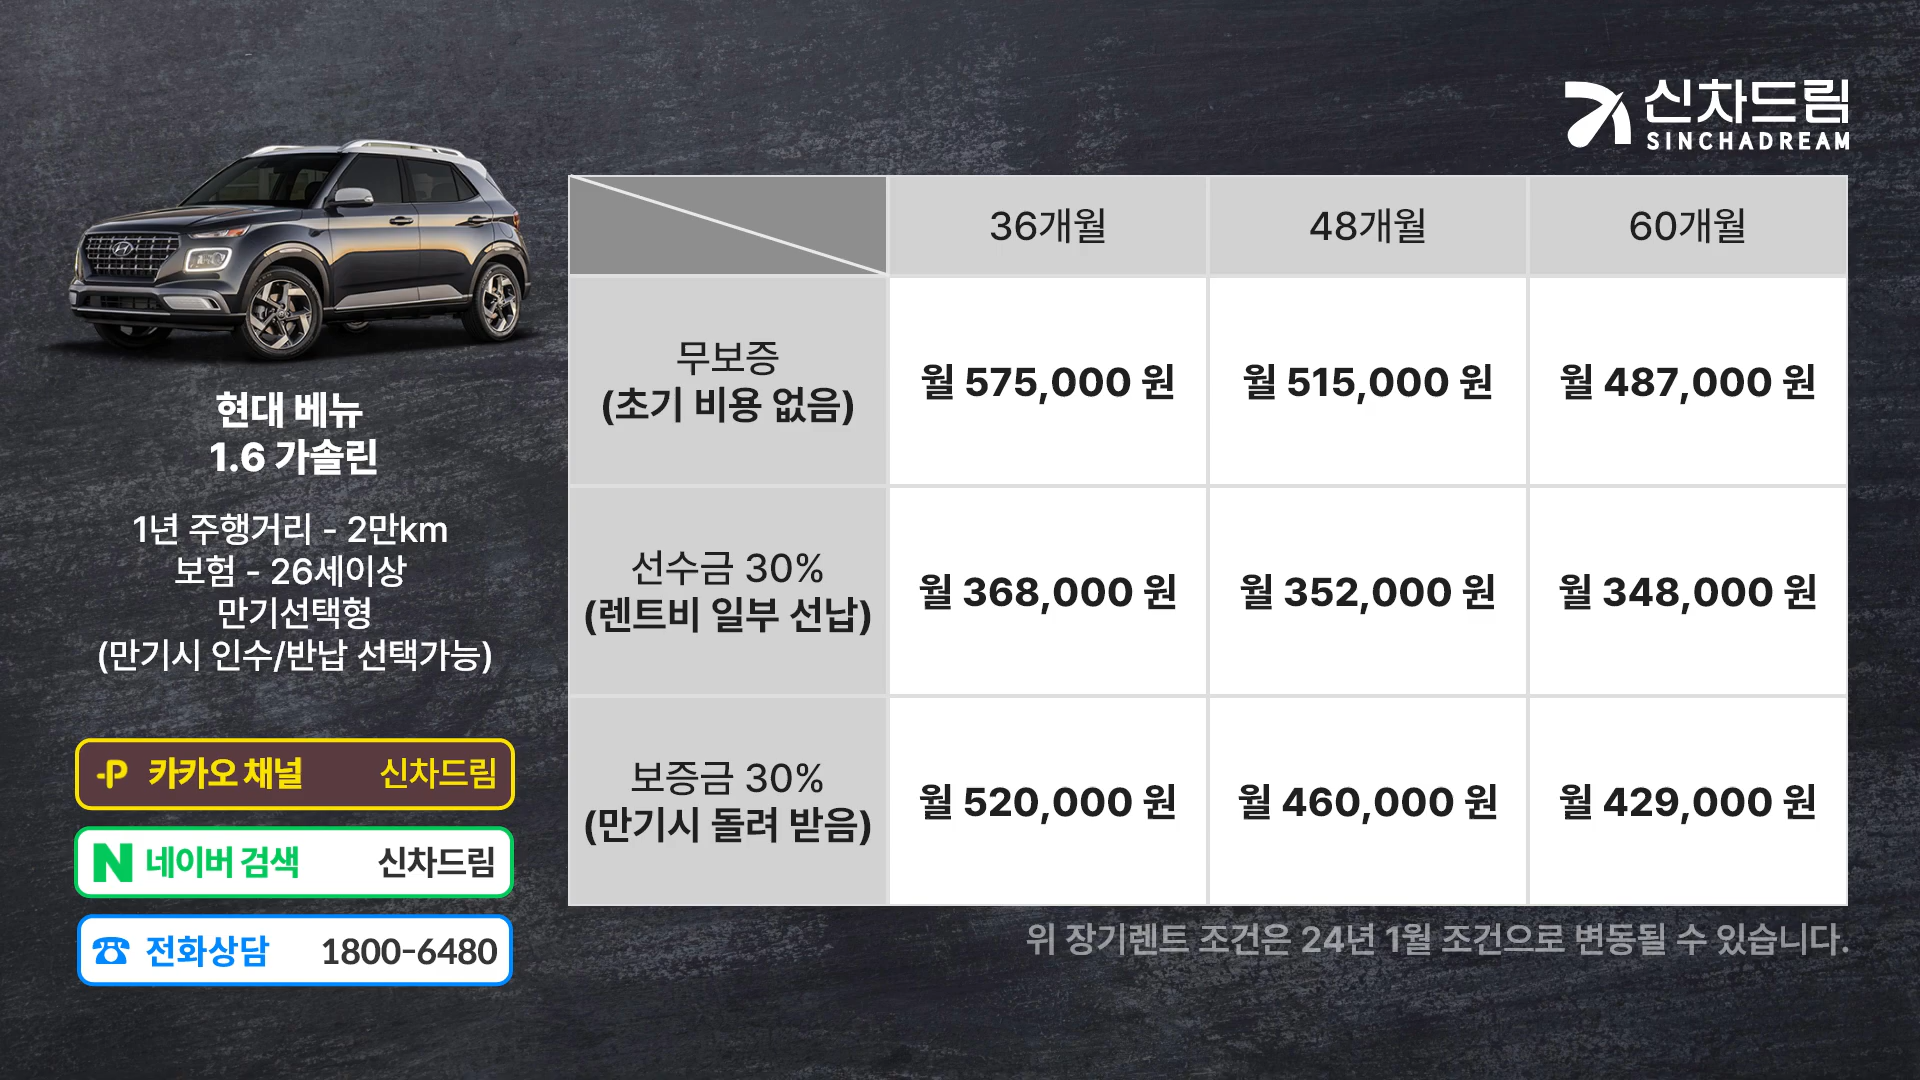 신차드림
SINCHADREAM
현대 베뉴
1.6 가솔린
1년 주행거리 - 2만km
보험 - 26세이상
만기선택형
(만기시 인수/반납 선택가능)
카카오 채널 신차드림
네이버 검색 신차드림
전화상담 1800-6480
36개월 48개월 60개월
무보증
(초기 비용 없음)
월 575,000 원 월 515,000 원 월 487,000 원
선수금 30%
(렌트비 일부 선납)
월 368,000 원 월 352,000 원 월 348,000 원
보증금 30%
(만기시 돌려 받음)
월 520,000 원 월 460,000 원 월 429,000 원
위 장기렌트 조건은 24년 1월 조건으로 변동될 수 있습니다.